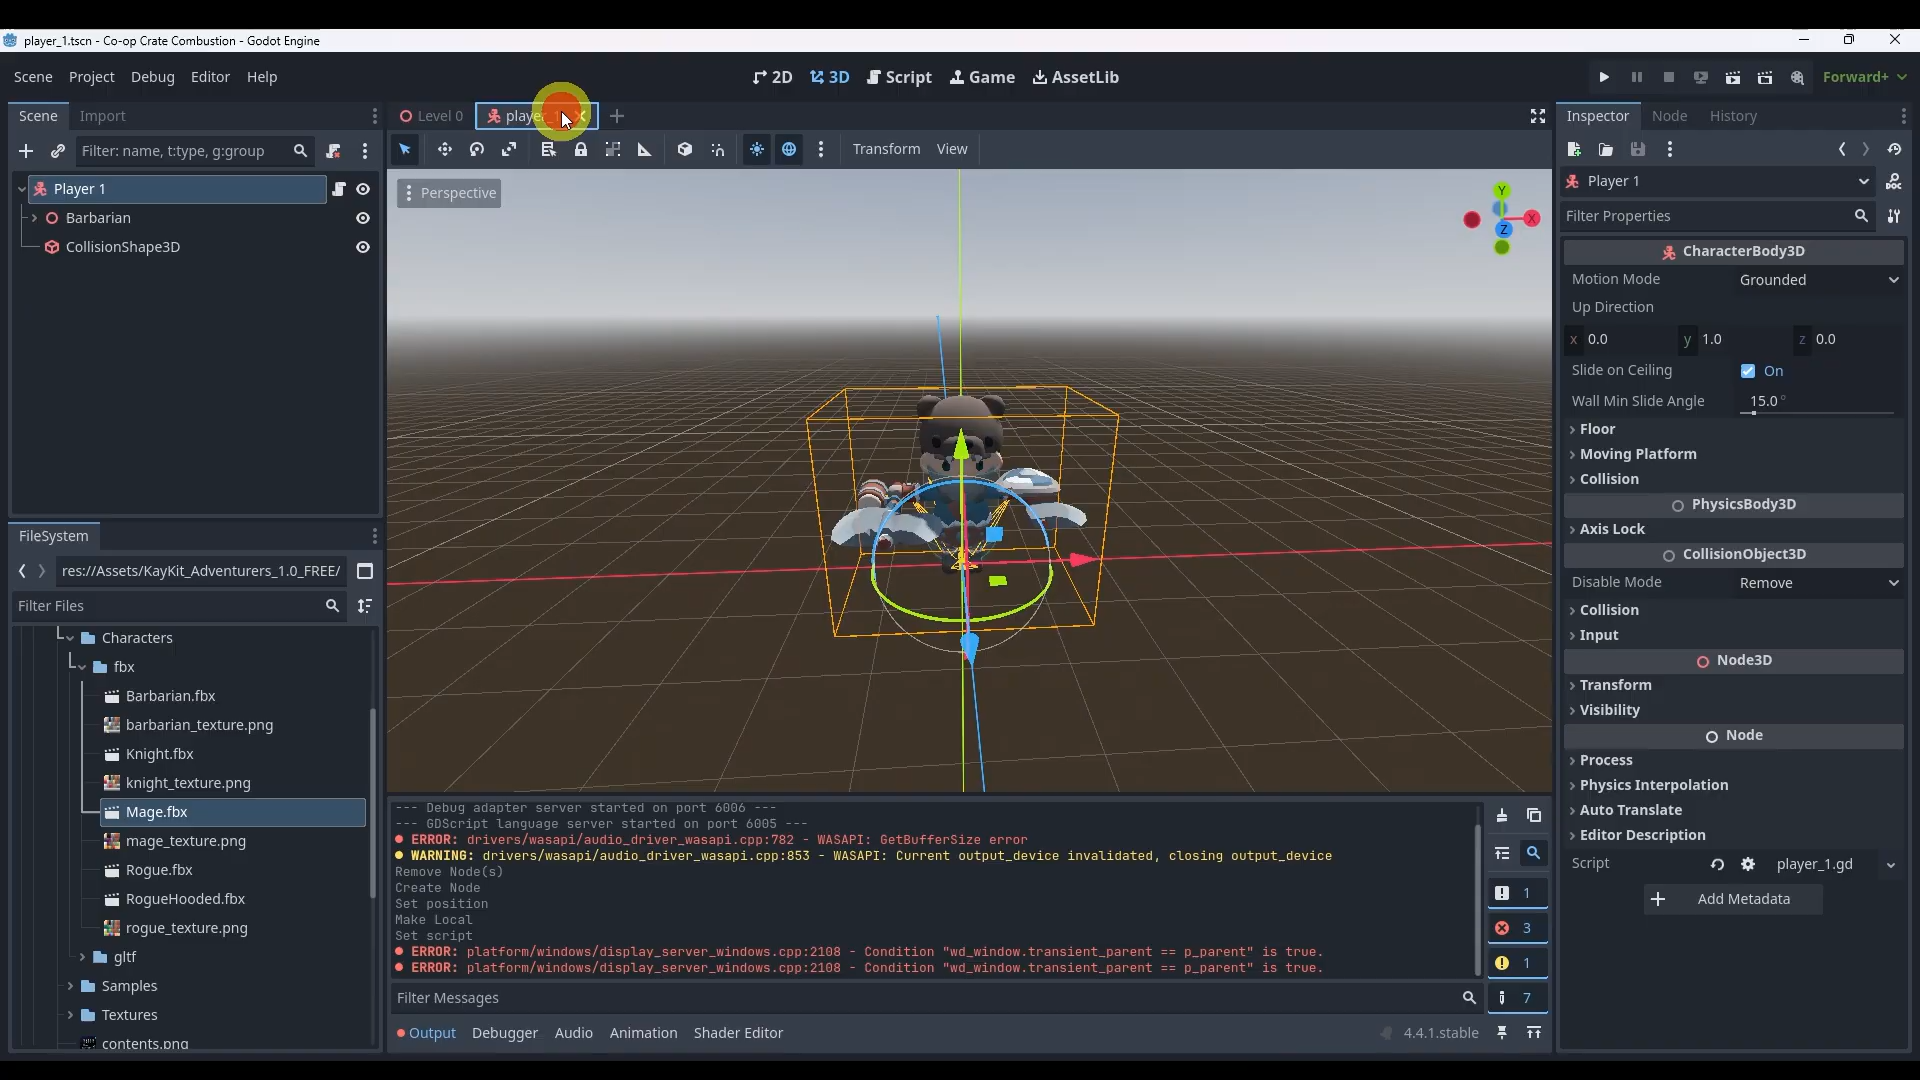 player_1.tscn - Co-op Crate Combustion - Godot Engine
Scene Project Debug Editor Help
2D 3D Script Game AssetLib
Forward+
Scene Import
Level 0 player_1
Inspector Node History
Filter: name, t:type, g:group
Transform View
Player 1
Barbarian
CollisionShape3D
Perspective
Y
X
Z
Player 1
DOC
Filter Properties
CharacterBody3D
Motion Mode Grounded
Up Direction
x 0.0 y 1.0 z 0.0
Slide on Ceiling On
Wall Min Slide Angle 15.0 °
Floor
Moving Platform
Collision
PhysicsBody3D
Axis Lock
CollisionObject3D
Disable Mode Remove
Collision
Input
Node3D
Transform
Visibility
Node
Process
Physics Interpolation
Auto Translate
Editor Description
Script player_1.gd
Add Metadata
FileSystem
res://Assets/KayKit_Adventurers_1.0_FREE/
Filter Files
Characters
fbx
Barbarian.fbx
barbarian_texture.png
Knight.fbx
knight_texture.png
Mage.fbx
mage_texture.png
Rogue.fbx
RogueHooded.fbx
rogue_texture.png
gltf
Samples
Textures
contents.png
--- Debug adapter server started on port 6006 ---
--- GDScript language server started on port 6005 ---
ERROR: drivers/wasapi/audio_driver_wasapi.cpp:782 - WASAPI: GetBufferSize error
WARNING: drivers/wasapi/audio_driver_wasapi.cpp:853 - WASAPI: Current output_device invalidated, closing output_device
Remove Node(s)
Create Node
Set position
Make Local
Set script
ERROR: platform/windows/display_server_windows.cpp:2108 - Condition "wd_window.transient_parent == p_parent" is true.
ERROR: platform/windows/display_server_windows.cpp:2108 - Condition "wd_window.transient_parent == p_parent" is true.
1
3
1
7
Filter Messages
Output Debugger Audio Animation Shader Editor
4.4.1.stable